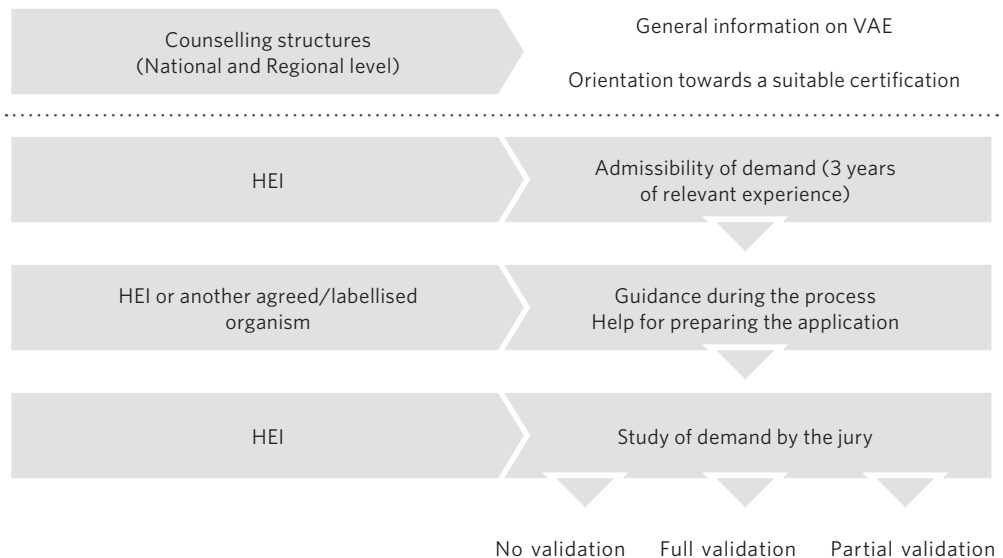 Counselling structures
(National and Regional level)
General information on VAE
Orientation towards a suitable certification
HEI
Admissibility of demand (3 years
of relevant experience)
HEI or another agreed/labellised
organism
Guidance during the process
Help for preparing the application
HEI
Study of demand by the jury
No validation Full validation Partial validation